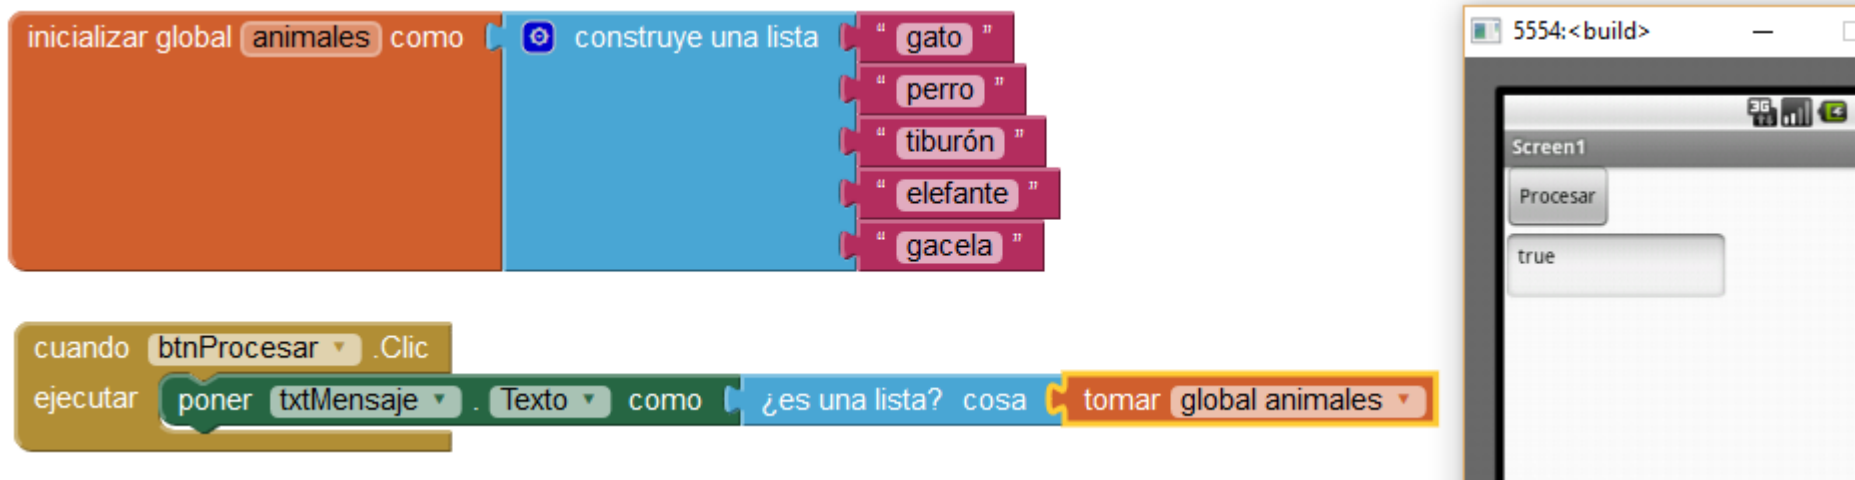 inicializar global animales como construye una lista “ gato ”
“ perro ”
“ tiburón ”
“ elefante ”
“ gacela ”
cuando btnProcesar .Clic
ejecutar poner txtMensaje . Texto como ¿es una lista? cosa tomar global animales
5554:<build>
3G
Screen1
Procesar
true